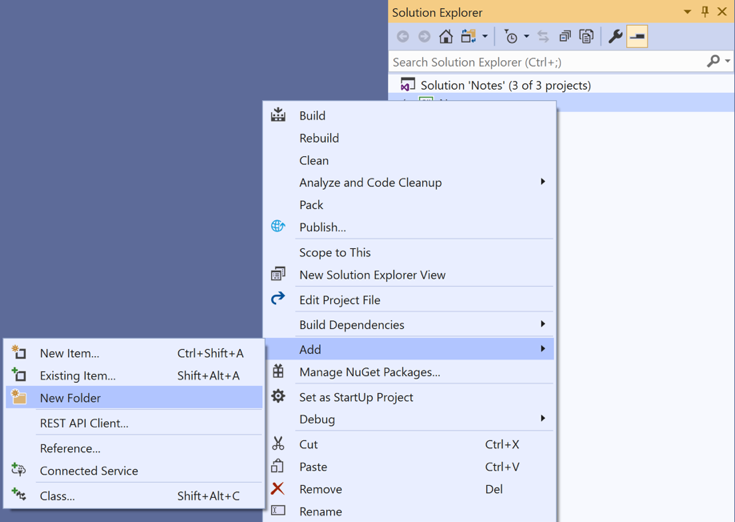 Solution Explorer
Search Solution Explorer (Ctrl+;)
Solution 'Notes' (3 of 3 projects)
Build
Rebuild
Clean
Analyze and Code Cleanup
Pack
Publish...
Scope to This
New Solution Explorer View
Edit Project File
Build Dependencies
Add
Manage NuGet Packages...
Set as StartUp Project
Debug
Cut Ctrl+X
Paste Ctrl+V
Remove Del
Rename
New Item... Ctrl+Shift+A
Existing Item... Shift+Alt+A
New Folder
REST API Client...
Reference...
Connected Service
Class... Shift+Alt+C